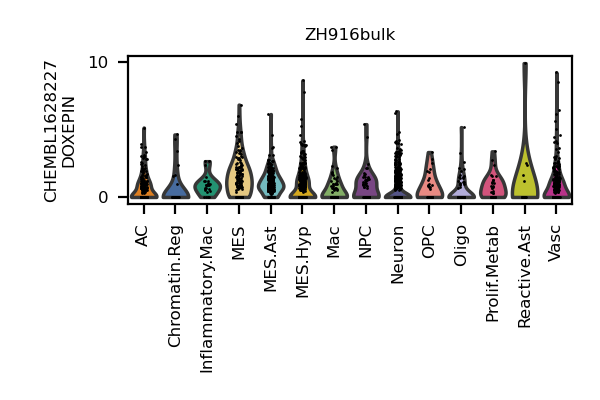 ZH916bulk
CHEMBL1628227
DOXEPIN
10
0
AC
Chromatin.Reg
Inflammatory.Mac
MES
MES.Ast
MES.Hyp
Mac
NPC
Neuron
OPC
Oligo
Prolif.Metab
Reactive.Ast
Vasc